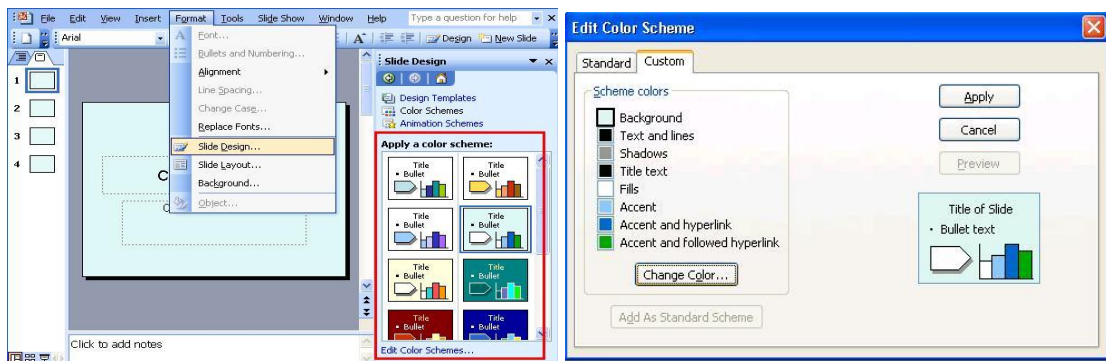 File Edit View Insert Format Tools Slide Show Window Help Type a question for help
Arial
Design New Slide
Font...
Bullets and Numbering...
Alignment
Line Spacing...
Change Case...
Replace Fonts...
Slide Design...
Slide Layout...
Background...
Object...
1
2
3
4
C
Click to add notes
Slide Design
Design Templates
Color Schemes
Animation Schemes
Apply a color scheme:
Title Title
• Bullet • Bullet
Title Title
• Bullet • Bullet
Title Title
• Bullet • Bullet
Title Title
• Bullet • Bullet
Edit Color Schemes...
Edit Color Scheme
Standard Custom
Scheme colors
Background
Text and lines
Shadows
Title text
Fills
Accent
Accent and hyperlink
Accent and followed hyperlink
Change Color...
Add As Standard Scheme
Apply
Cancel
Preview
Title of Slide
• Bullet text